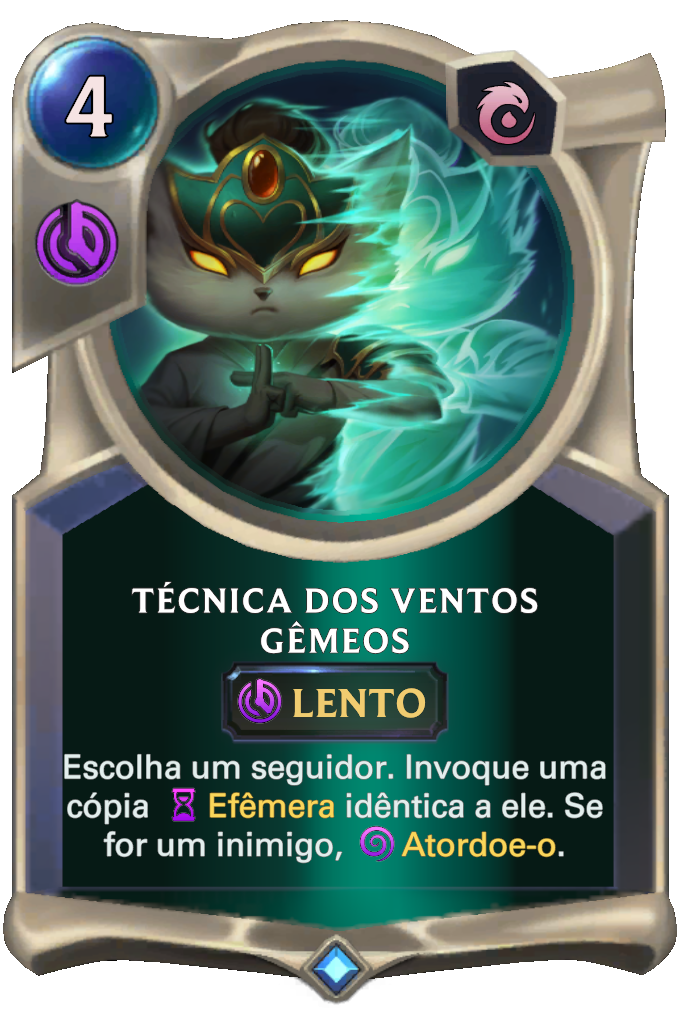 4
TÉCNICA DOS VENTOS
GÊMEOS
LENTO
Escolha um seguidor. Invoque uma
cópia Efêmera idêntica a ele. Se
for um inimigo, Atordoe-o.